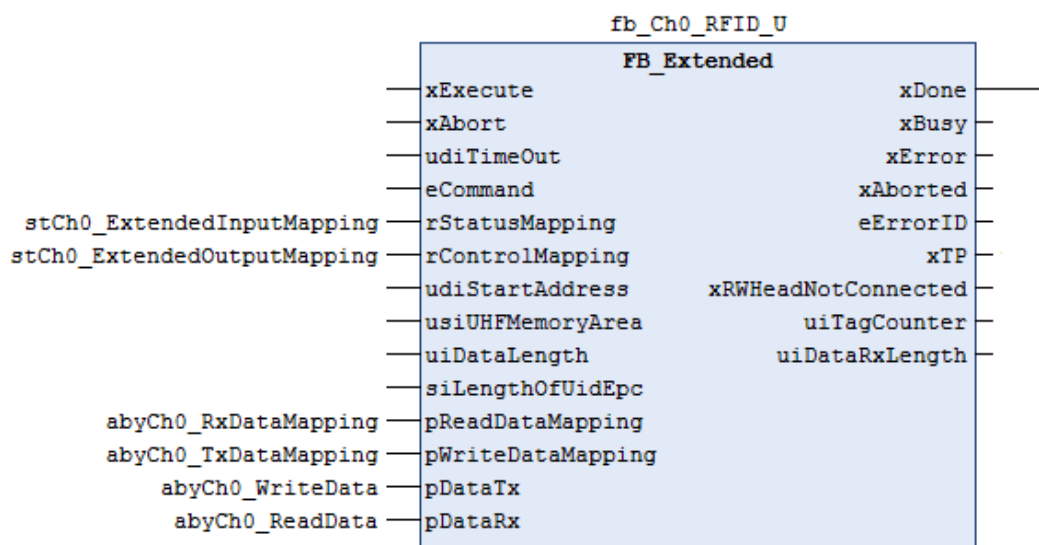 fb_Ch0_RFID_U
FB_Extended
xExecute xDone
xAbort xBusy
udiTimeOut xError
eCommand xAborted
stCh0_ExtendedInputMapping rStatusMapping eErrorID
stCh0_ExtendedOutputMapping rControlMapping xTP
udiStartAddress xRWHeadNotConnected
usiUHFMemoryArea uiTagCounter
uiDataLength uiDataRxLength
siLengthOfUidEpc
abyCh0_RxDataMapping pReadDataMapping
abyCh0_TxDataMapping pWriteDataMapping
abyCh0_WriteData pDataTx
abyCh0_ReadData pDataRx